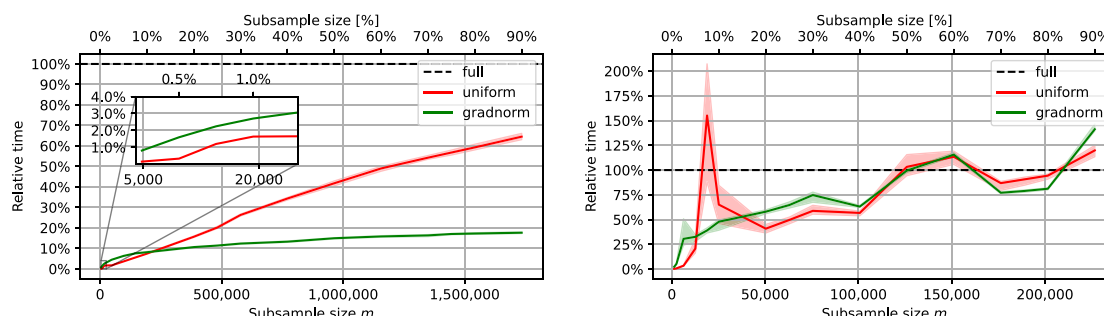 Subsample size [%]
0% 10% 20% 30% 40% 50% 60% 70% 80% 90%
100%
90%
80%
70%
60%
50%
40%
30%
20%
10%
0%
Relative time
full
uniform
gradnorm
0.5% 1.0%
4.0%
3.0%
2.0%
1.0%
5,000 20,000
0 500,000 1,000,000 1,500,000
Subsample size m
Subsample size [%]
0% 10% 20% 30% 40% 50% 60% 70% 80% 90%
200%
175%
150%
125%
100%
75%
50%
25%
0%
Relative time
full
uniform
gradnorm
0 50,000 100,000 150,000 200,000
Subsample size m